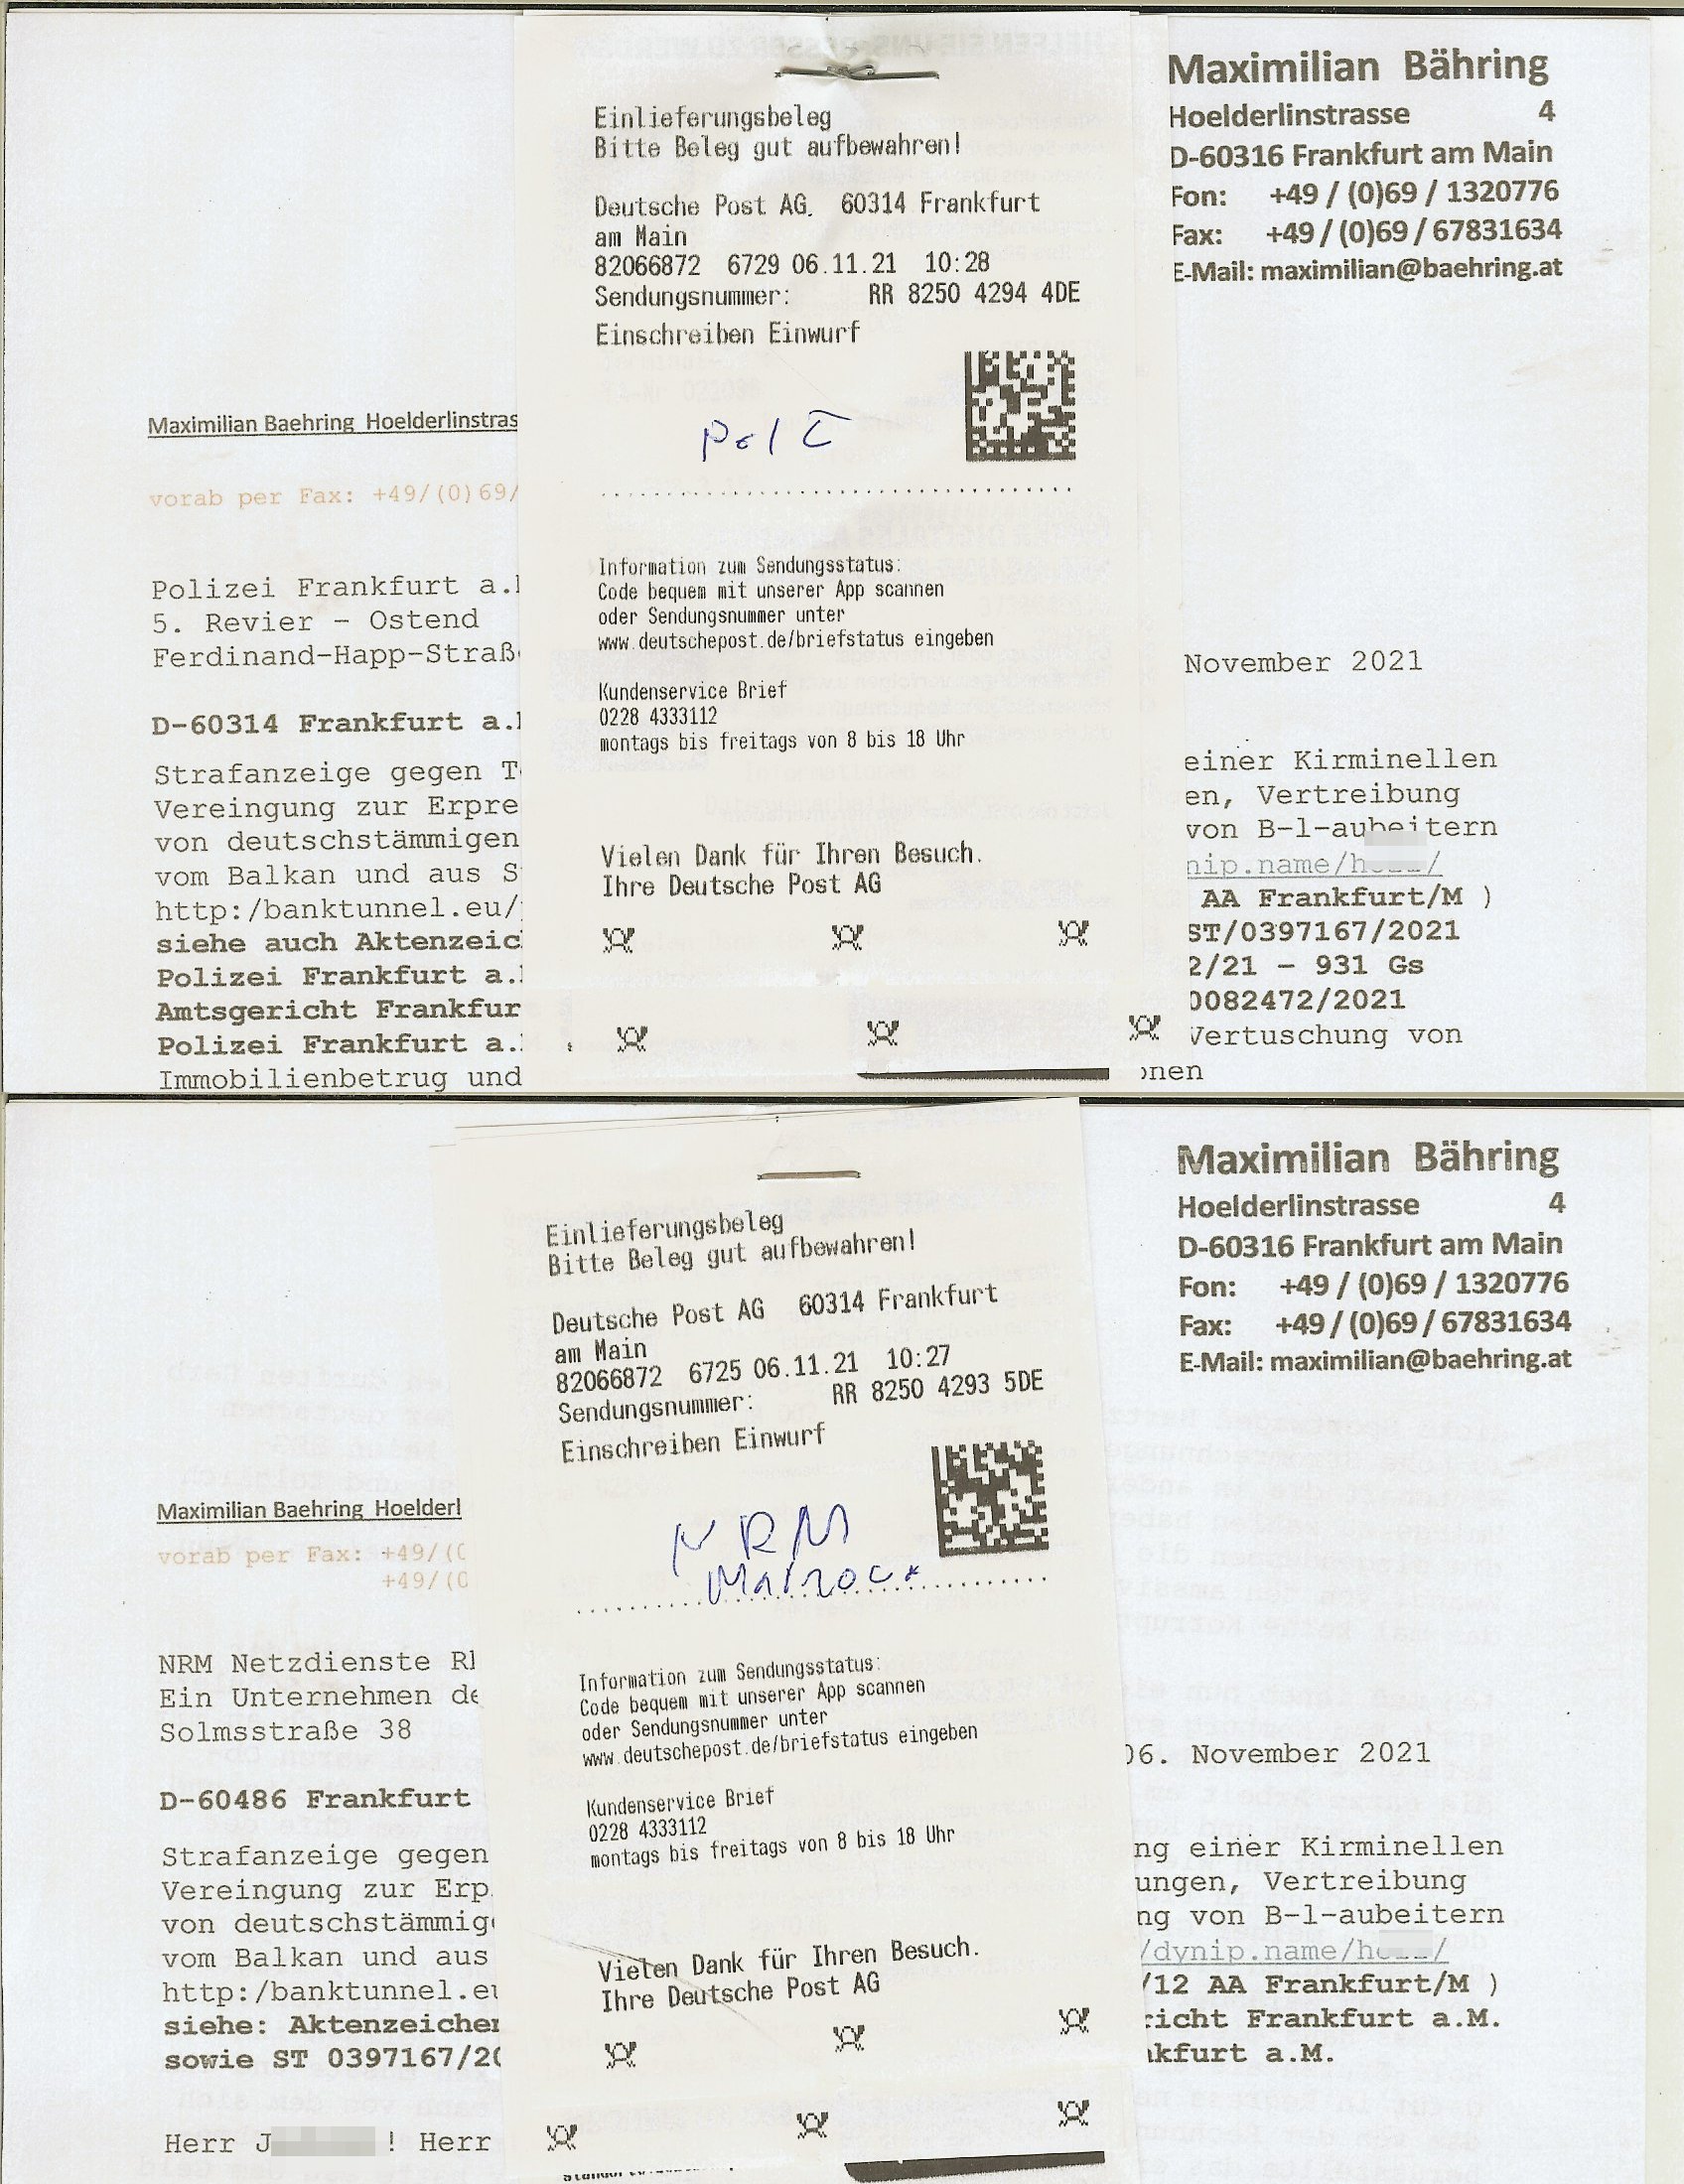 Einlieferungsbeleg
Bitte Beleg gut aufbewahren!
Deutsche Post AG, 60314 Frankfurt
am Main
82066872 6729 06.11.21 10:28
Sendungsnummer: RR 8250 4294 4DE
Einschreiben Einwurf
Information zum Sendungsstatus:
Code bequem mit unserer App scannen
oder Sendungsnummer unter
www.deutschepost.de/briefstatus eingeben
Kundenservice Brief
0228 4333112
montags bis freitags von 8 bis 18 Uhr
Vielen Dank für Ihren Besuch.
Ihre Deutsche Post AG
Maximilian Bähring
Hoelderlinstrasse 4
D-60316 Frankfurt am Main
Fon: +49 / (0)69 / 1320776
Fax: +49 / (0)69 / 67831634
E-Mail: maximilian@baehring.at
Maximilian Baehring Hoelderlinstras
vorab per Fax: +49/(0)69/
Polizei Frankfurt a.
5. Revier - Ostend
Ferdinand-Happ-Straß
November 2021
D-60314 Frankfurt a.
Strafanzeige gegen T einer Kirminellen
Vereingung zur Erpre en, Vertreibung
von deutschstämmigen von B-l-aubeitern
vom Balkan und aus S nip.name/h /
http:/banktunnel.eu/ AA Frankfurt/M )
siehe auch Aktenzeic ST/0397167/2021
Polizei Frankfurt a. 2/21 - 931 Gs
Amtsgericht Frankfur 0082472/2021
Polizei Frankfurt a. Vertuschung von
Immobilienbetrug und onen
Einlieferungsbeleg
Bitte Beleg gut aufbewahren!
Deutsche Post AG 60314 Frankfurt
am Main
82066872 6725 06.11.21 10:27
Sendungsnummer: RR 8250 4293 5DE
Einschreiben Einwurf
NRM
Information zum Sendungsstatus:
Code bequem mit unserer App scannen
oder Sendungsnummer unter
www.deutschepost.de/briefstatus eingeben
Kundenservice Brief
0228 4333112
montags bis freitags von 8 bis 18 Uhr
Vielen Dank für Ihren Besuch.
Ihre Deutsche Post AG
Maximilian Bähring
Hoelderlinstrasse 4
D-60316 Frankfurt am Main
Fon: +49 / (0)69 / 1320776
Fax: +49 / (0)69 / 67831634
E-Mail: maximilian@baehring.at
Maximilian Baehring Hoelderl
vorab per Fax: +49/(0
+49/(0
NRM Netzdienste R
Ein Unternehmen de
Solmsstraße 38
06. November 2021
D-60486 Frankfurt
Strafanzeige gegen ng einer Kirminellen
Vereingung zur Erp ungen, Vertreibung
von deutschstämmig ng von B-l-aubeitern
vom Balkan und aus /dynip.name/h /
http:/banktunnel.eu /12 AA Frankfurt/M )
siehe: Aktenzeichen richt Frankfurt a.M.
sowie ST 0397167/20 nkfurt a.M.
Herr J ! Herr